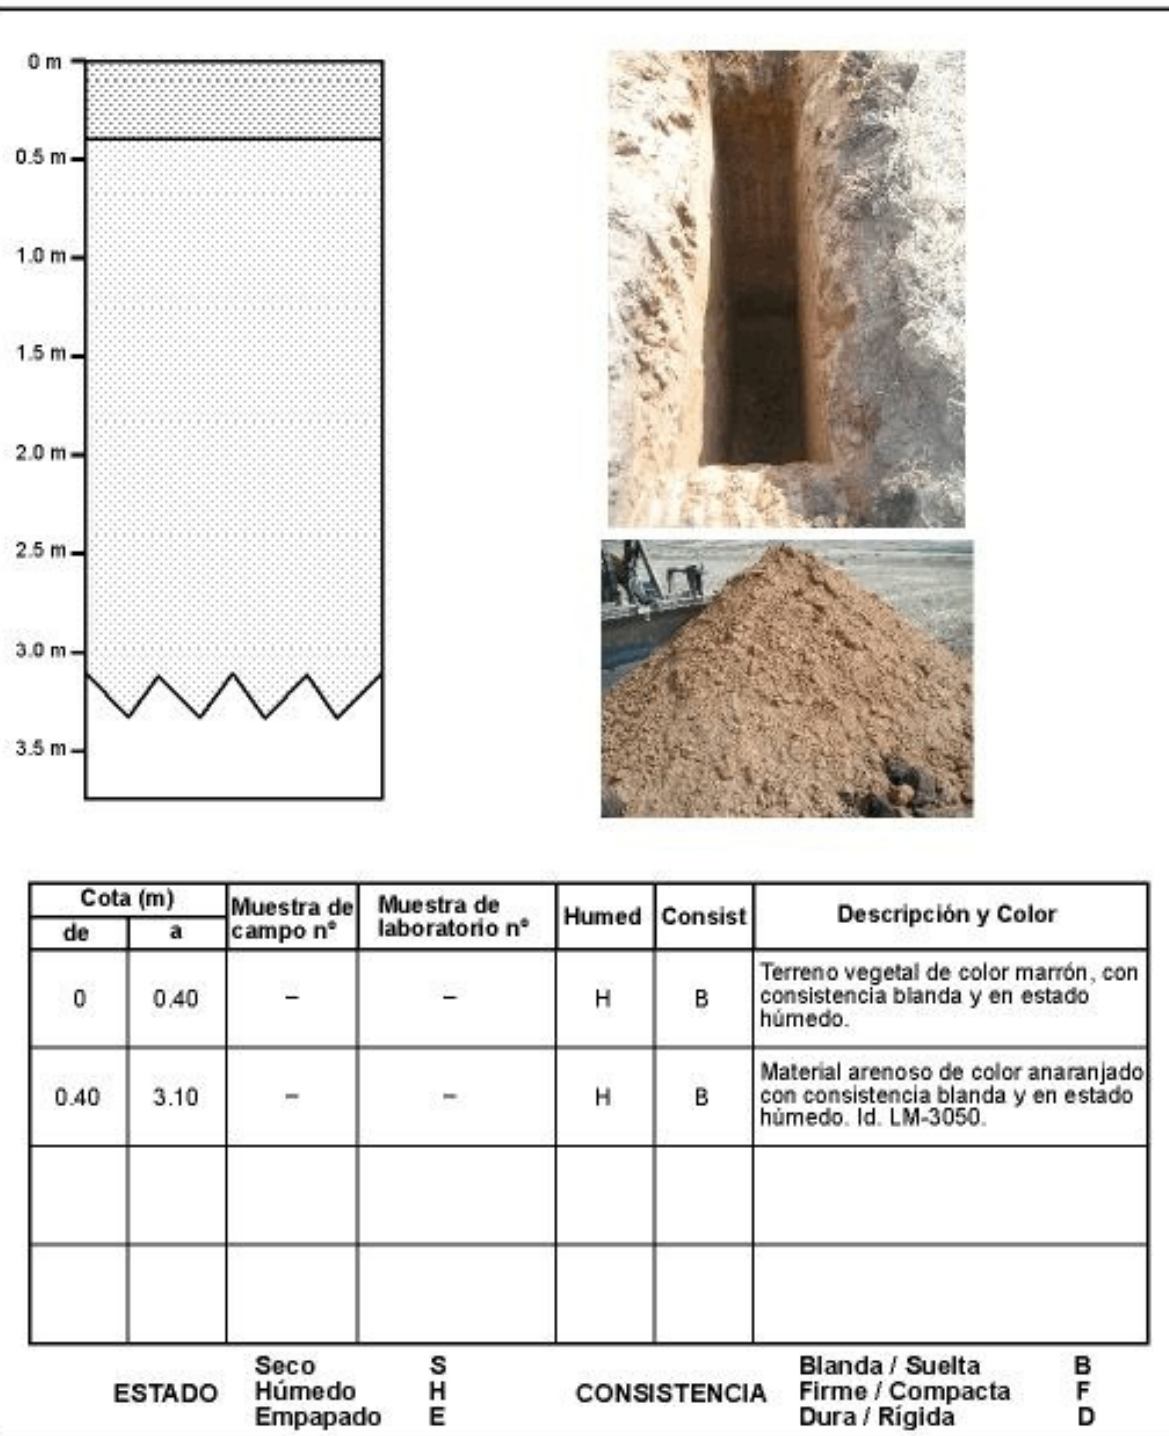 0 m
0.5 m
1.0 m
1.5 m
2.0 m
2.5 m
3.0 m
3.5 m
Cota (m)
de
a
Muestra de
campo nº
Muestra de
laboratorio nº
Humed
Consist
Descripción y Color
0
0.40
–
–
H
B
Terreno vegetal de color marrón, con
consistencia blanda y en estado
húmedo.
0.40
3.10
–
–
H
B
Material arenoso de color anaranjado
con consistencia blanda y en estado
húmedo. Id. LM-3050.
ESTADO
Seco S
Húmedo H
Empapado E
CONSISTENCIA
Blanda / Suelta B
Firme / Compacta F
Dura / Rígida D